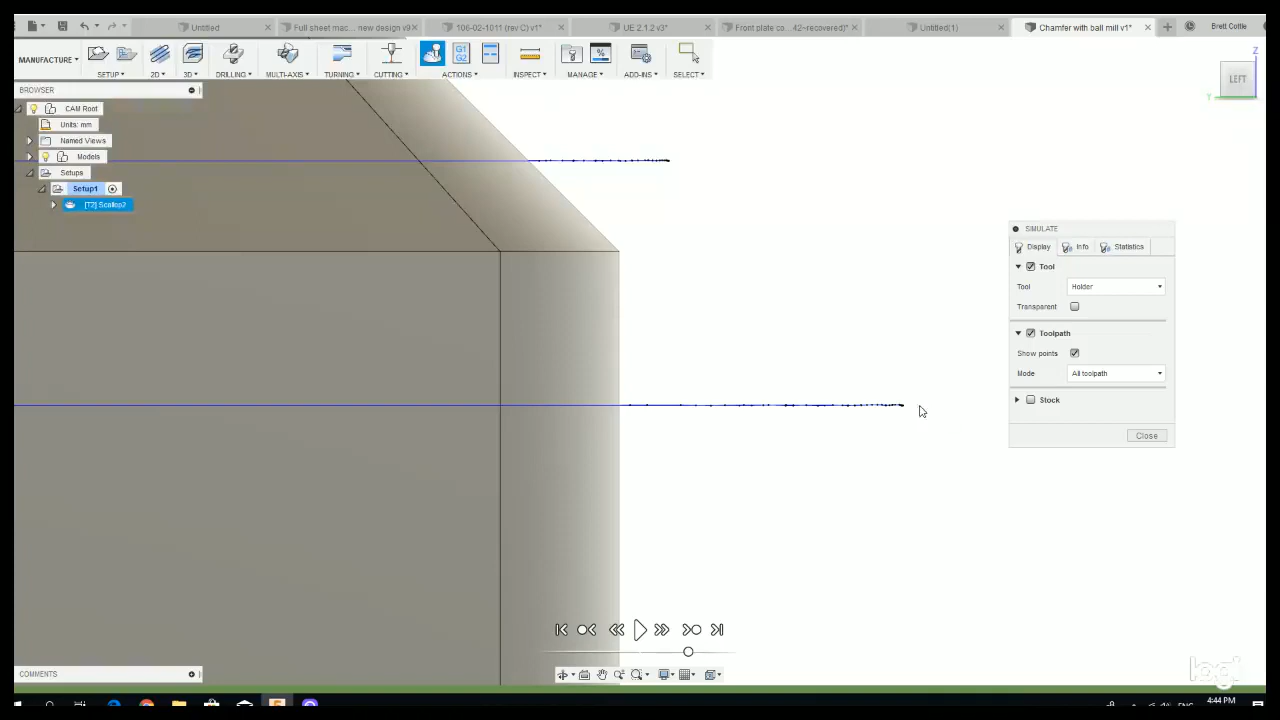 Untitled
Full sheet mac... new design v9*
106-02-1011 (rev C) v1*
UE 2.1.2 v3*
Front plate co...42~recovered)*
Untitled(1)
Chamfer with ball mill v1*
Brett Cottle
MANUFACTURE
SETUP
2D
3D
DRILLING
MULTI-AXIS
TURNING
CUTTING
G1
G2
ACTIONS
INSPECT
MANAGE
ADD-INS
SELECT
Z
LEFT
Y
BROWSER
CAM Root
Units: mm
Named Views
Models
Setups
Setup1
[T2] Scallop2
SIMULATE
Display
Info
Statistics
Tool
Tool
Holder
Transparent
Toolpath
Show points
Mode
All toolpath
Stock
Close
COMMENTS
logi
ENG
4:44 PM